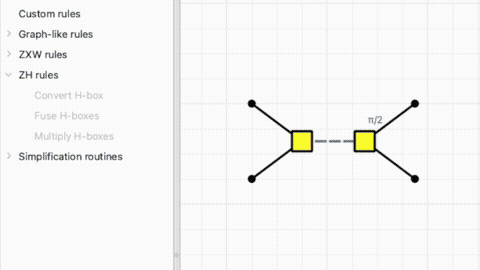 Custom rules
Graph-like rules
ZXW rules
ZH rules
Convert H-box
Fuse H-boxes
Multiply H-boxes
Simplification routines
π/2